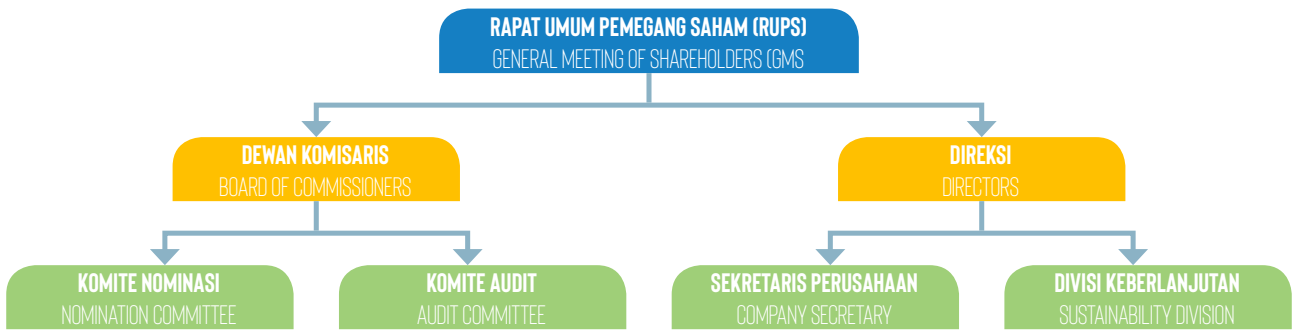 RAPAT UMUM PEMEGANG SAHAM (RUPS)
GENERAL MEETING OF SHAREHOLDERS (GMS
DEWAN KOMISARIS
BOARD OF COMMISSIONERS
DIREKSI
DIRECTORS
KOMITE NOMINASI
NOMINATION COMMITTEE
KOMITE AUDIT
AUDIT COMMITTEE
SEKRETARIS PERUSAHAAN
COMPANY SECRETARY
DIVISI KEBERLANJUTAN
SUSTAINABILITY DIVISION